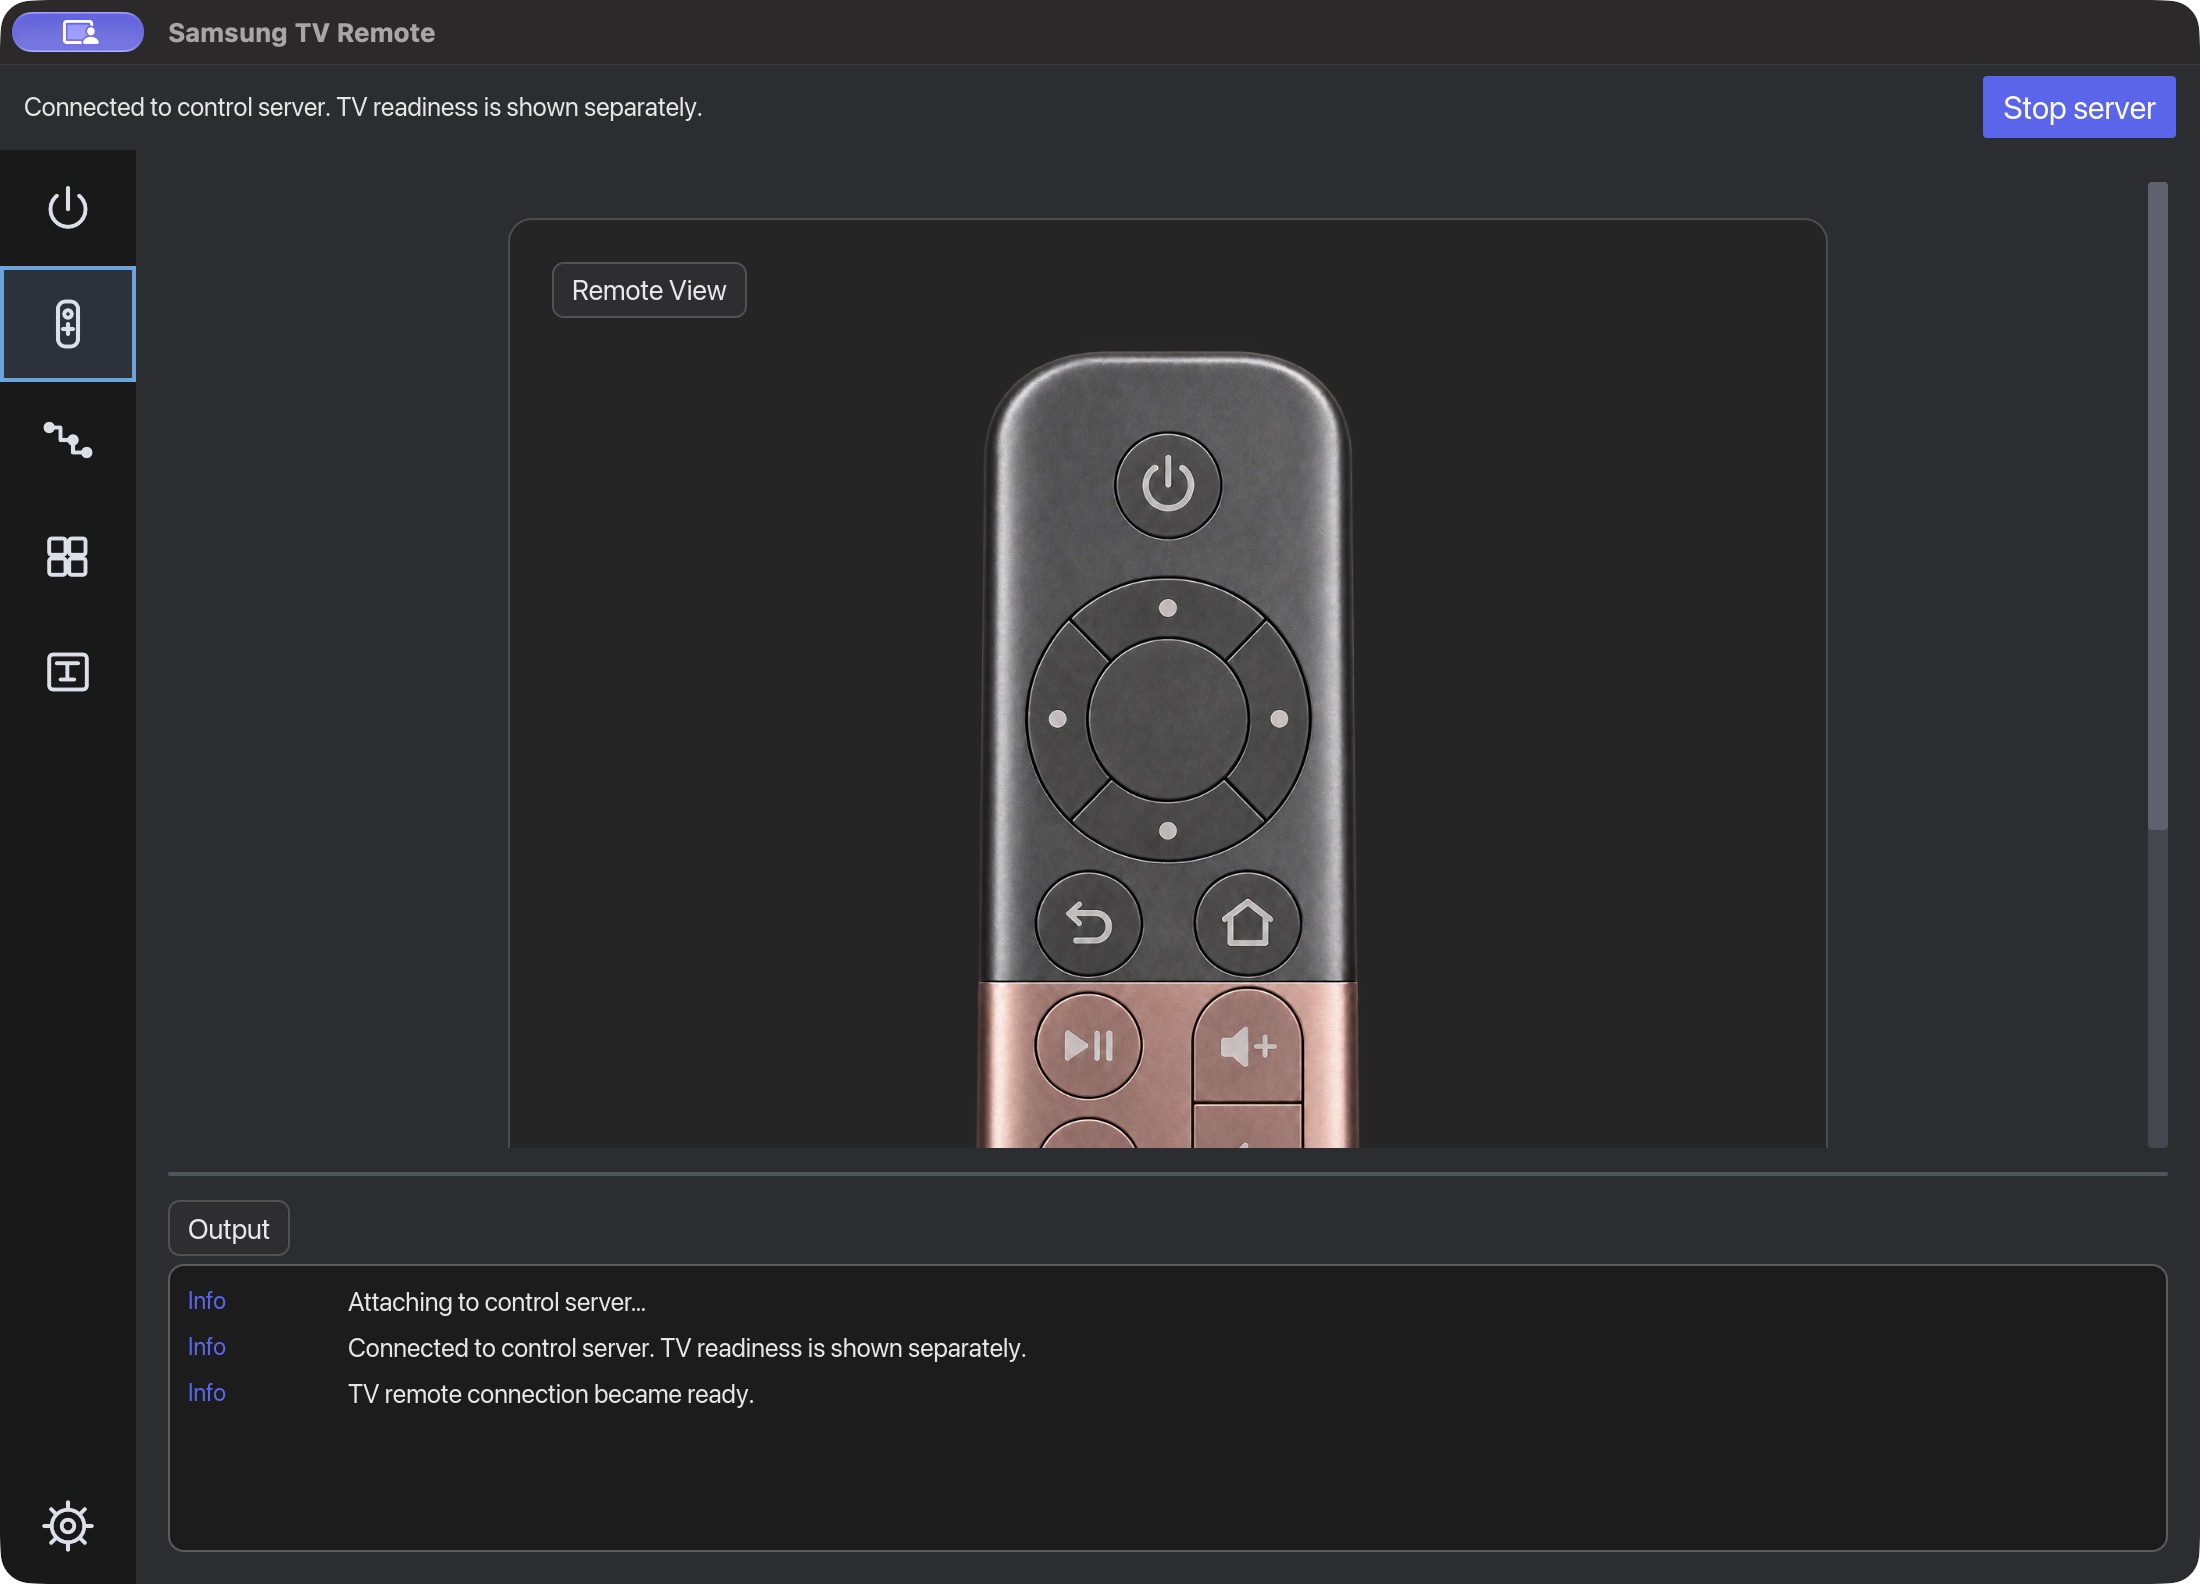 Samsung TV Remote
Connected to control server. TV readiness is shown separately.
Stop server
Remote View
Output
Info Attaching to control server...
Info Connected to control server. TV readiness is shown separately.
Info TV remote connection became ready.